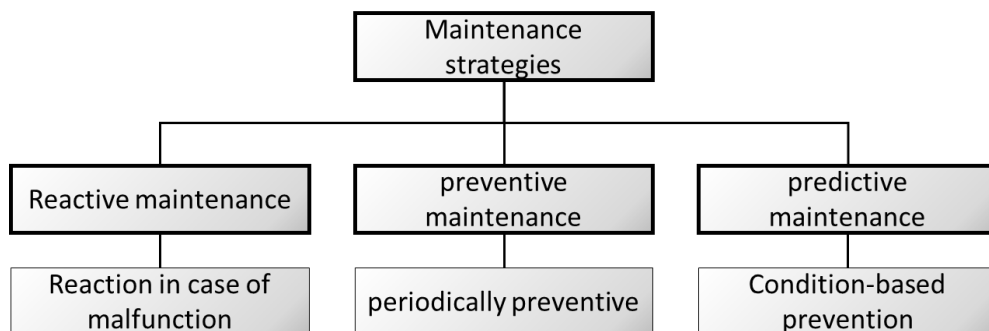 Maintenance
strategies
Reactive maintenance
preventive
maintenance
predictive
maintenance
Reaction in case of
malfunction
periodically preventive
Condition-based
prevention